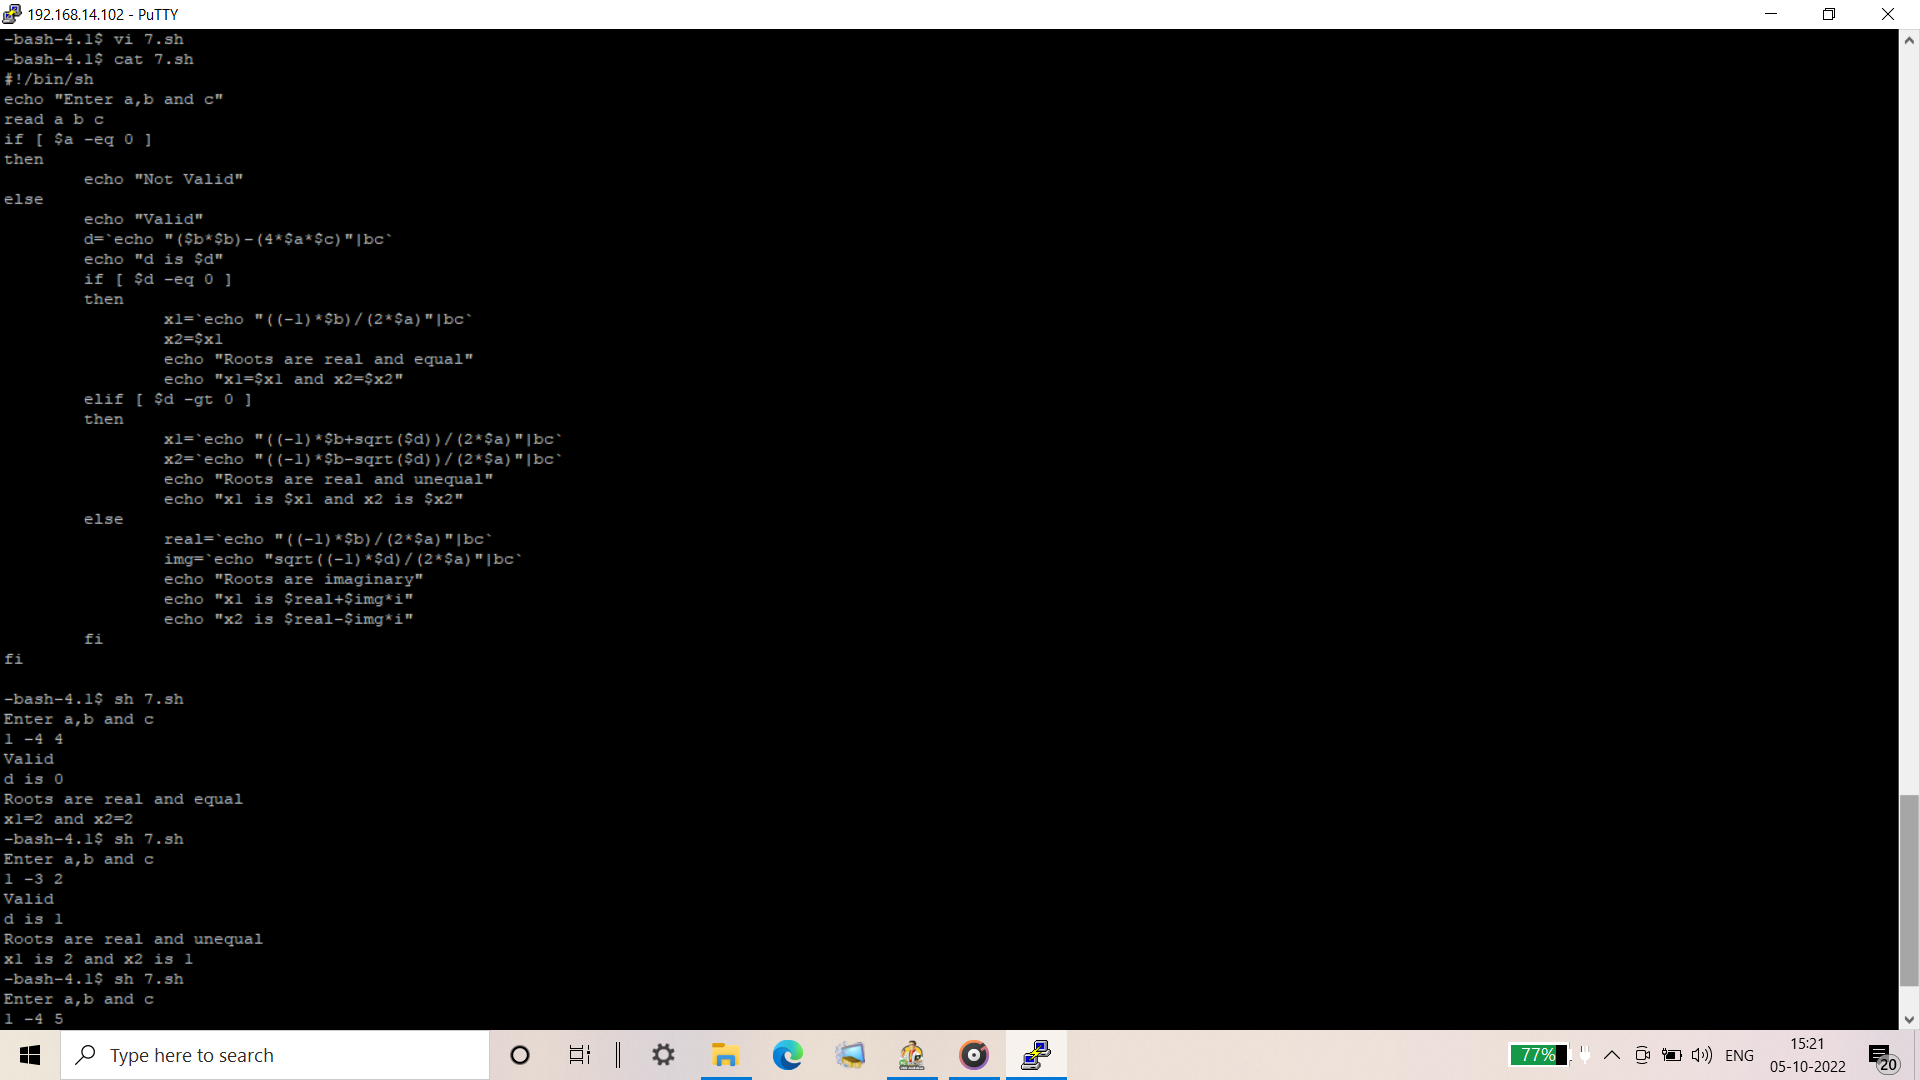 192.168.14.102 - PuTTY
-bash-4.1$ vi 7.sh
-bash-4.1$ cat 7.sh
#!/bin/sh
echo "Enter a,b and c"
read a b c
if [ $a -eq 0 ]
then
        echo "Not Valid"
else
        echo "Valid"
        d=`echo "($b*$b)-(4*$a*$c)"|bc`
        echo "d is $d"
        if [ $d -eq 0 ]
        then
                x1=`echo "((-1)*$b)/(2*$a)"|bc`
                x2=$x1
                echo "Roots are real and equal"
                echo "x1=$x1 and x2=$x2"
        elif [ $d -gt 0 ]
        then
                x1=`echo "((-1)*$b+sqrt($d))/(2*$a)"|bc`
                x2=`echo "((-1)*$b-sqrt($d))/(2*$a)"|bc`
                echo "Roots are real and unequal"
                echo "x1 is $x1 and x2 is $x2"
        else
                real=`echo "((-1)*$b)/(2*$a)"|bc`
                img=`echo "sqrt((-1)*$d)/(2*$a)"|bc`
                echo "Roots are imaginary"
                echo "x1 is $real+$img*i"
                echo "x2 is $real-$img*i"
        fi
fi
-bash-4.1$ sh 7.sh
Enter a,b and c
1 -4 4
Valid
d is 0
Roots are real and equal
x1=2 and x2=2
-bash-4.1$ sh 7.sh
Enter a,b and c
1 -3 2
Valid
d is 1
Roots are real and unequal
x1 is 2 and x2 is 1
-bash-4.1$ sh 7.sh
Enter a,b and c
1 -4 5
Type here to search
77%
ENG
15:21
05-10-2022
20